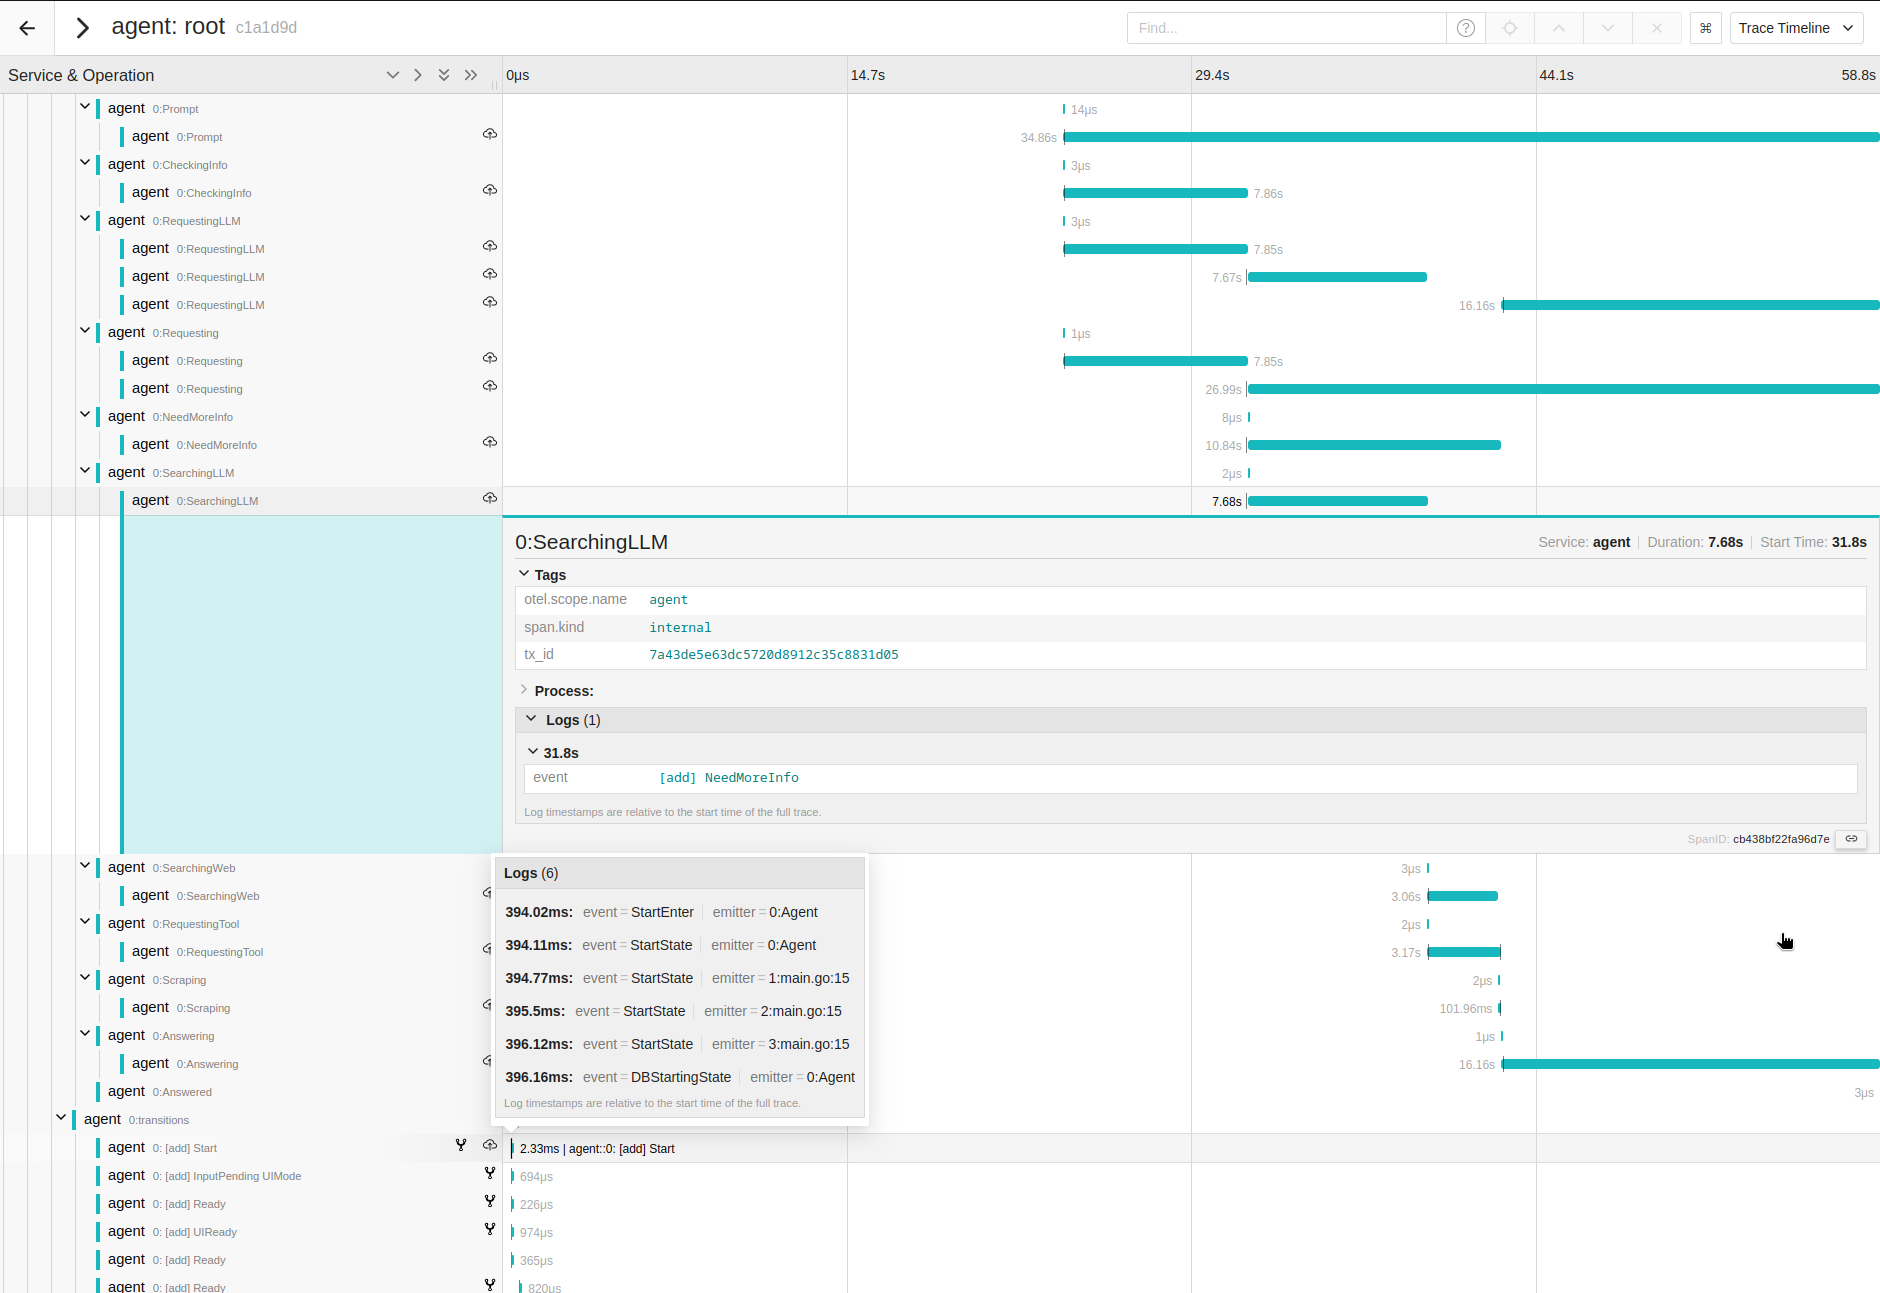 agent: root c1a1d9d
Find...
Trace Timeline
Service & Operation
0μs 14.7s 29.4s 44.1s 58.8s
agent 0:Prompt 14μs
agent 0:Prompt 34.86s
agent 0:CheckingInfo 3μs
agent 0:CheckingInfo 7.86s
agent 0:RequestingLLM 3μs
agent 0:RequestingLLM 7.85s
agent 0:RequestingLLM 7.67s
agent 0:RequestingLLM 16.16s
agent 0:Requesting 1μs
agent 0:Requesting 7.85s
agent 0:Requesting 26.99s
agent 0:NeedMoreInfo 8μs
agent 0:NeedMoreInfo 10.84s
agent 0:SearchingLLM 2μs
agent 0:SearchingLLM 7.68s
0:SearchingLLM
Service: agent | Duration: 7.68s | Start Time: 31.8s
Tags
otel.scope.name agent
span.kind internal
tx_id 7a43de5e63dc5720d8912c35c8831d05
Process:
Logs (1)
31.8s
event [add] NeedMoreInfo
Log timestamps are relative to the start time of the full trace.
SpanID: cb438bf22fa96d7e
agent 0:SearchingWeb 3μs
agent 0:SearchingWeb 3.06s
agent 0:RequestingTool 2μs
agent 0:RequestingTool 3.17s
agent 0:Scraping 2μs
agent 0:Scraping 101.96ms
agent 0:Answering 1μs
agent 0:Answering 16.16s
agent 0:Answered 3μs
agent 0:transitions
Logs (6)
394.02ms: event = StartEnter | emitter = 0:Agent
394.11ms: event = StartState | emitter = 0:Agent
394.77ms: event = StartState | emitter = 1:main.go:15
395.5ms: event = StartState | emitter = 2:main.go:15
396.12ms: event = StartState | emitter = 3:main.go:15
396.16ms: event = DBStartingState | emitter = 0:Agent
Log timestamps are relative to the start time of the full trace.
agent 0: [add] Start 2.33ms | agent::0: [add] Start
agent 0: [add] InputPending UIMode 694μs
agent 0: [add] Ready 226μs
agent 0: [add] UIReady 974μs
agent 0: [add] Ready 365μs
agent 0: [add] Ready 820μs